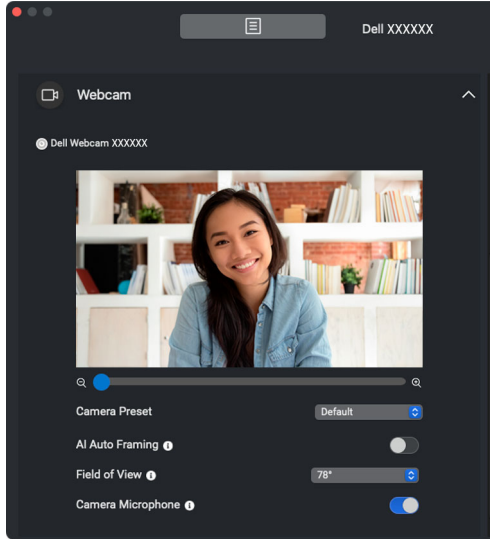 Dell XXXXXX
Webcam
Dell Webcam XXXXXX
Camera Preset Default
AI Auto Framing
Field of View 78°
Camera Microphone